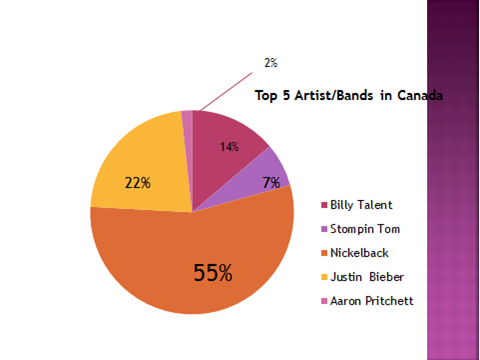 2%
Top 5 Artist/Bands in Canada
14%
22%
7%
55%
Billy Talent
Stompin Tom
Nickelback
Justin Bieber
Aaron Pritchett